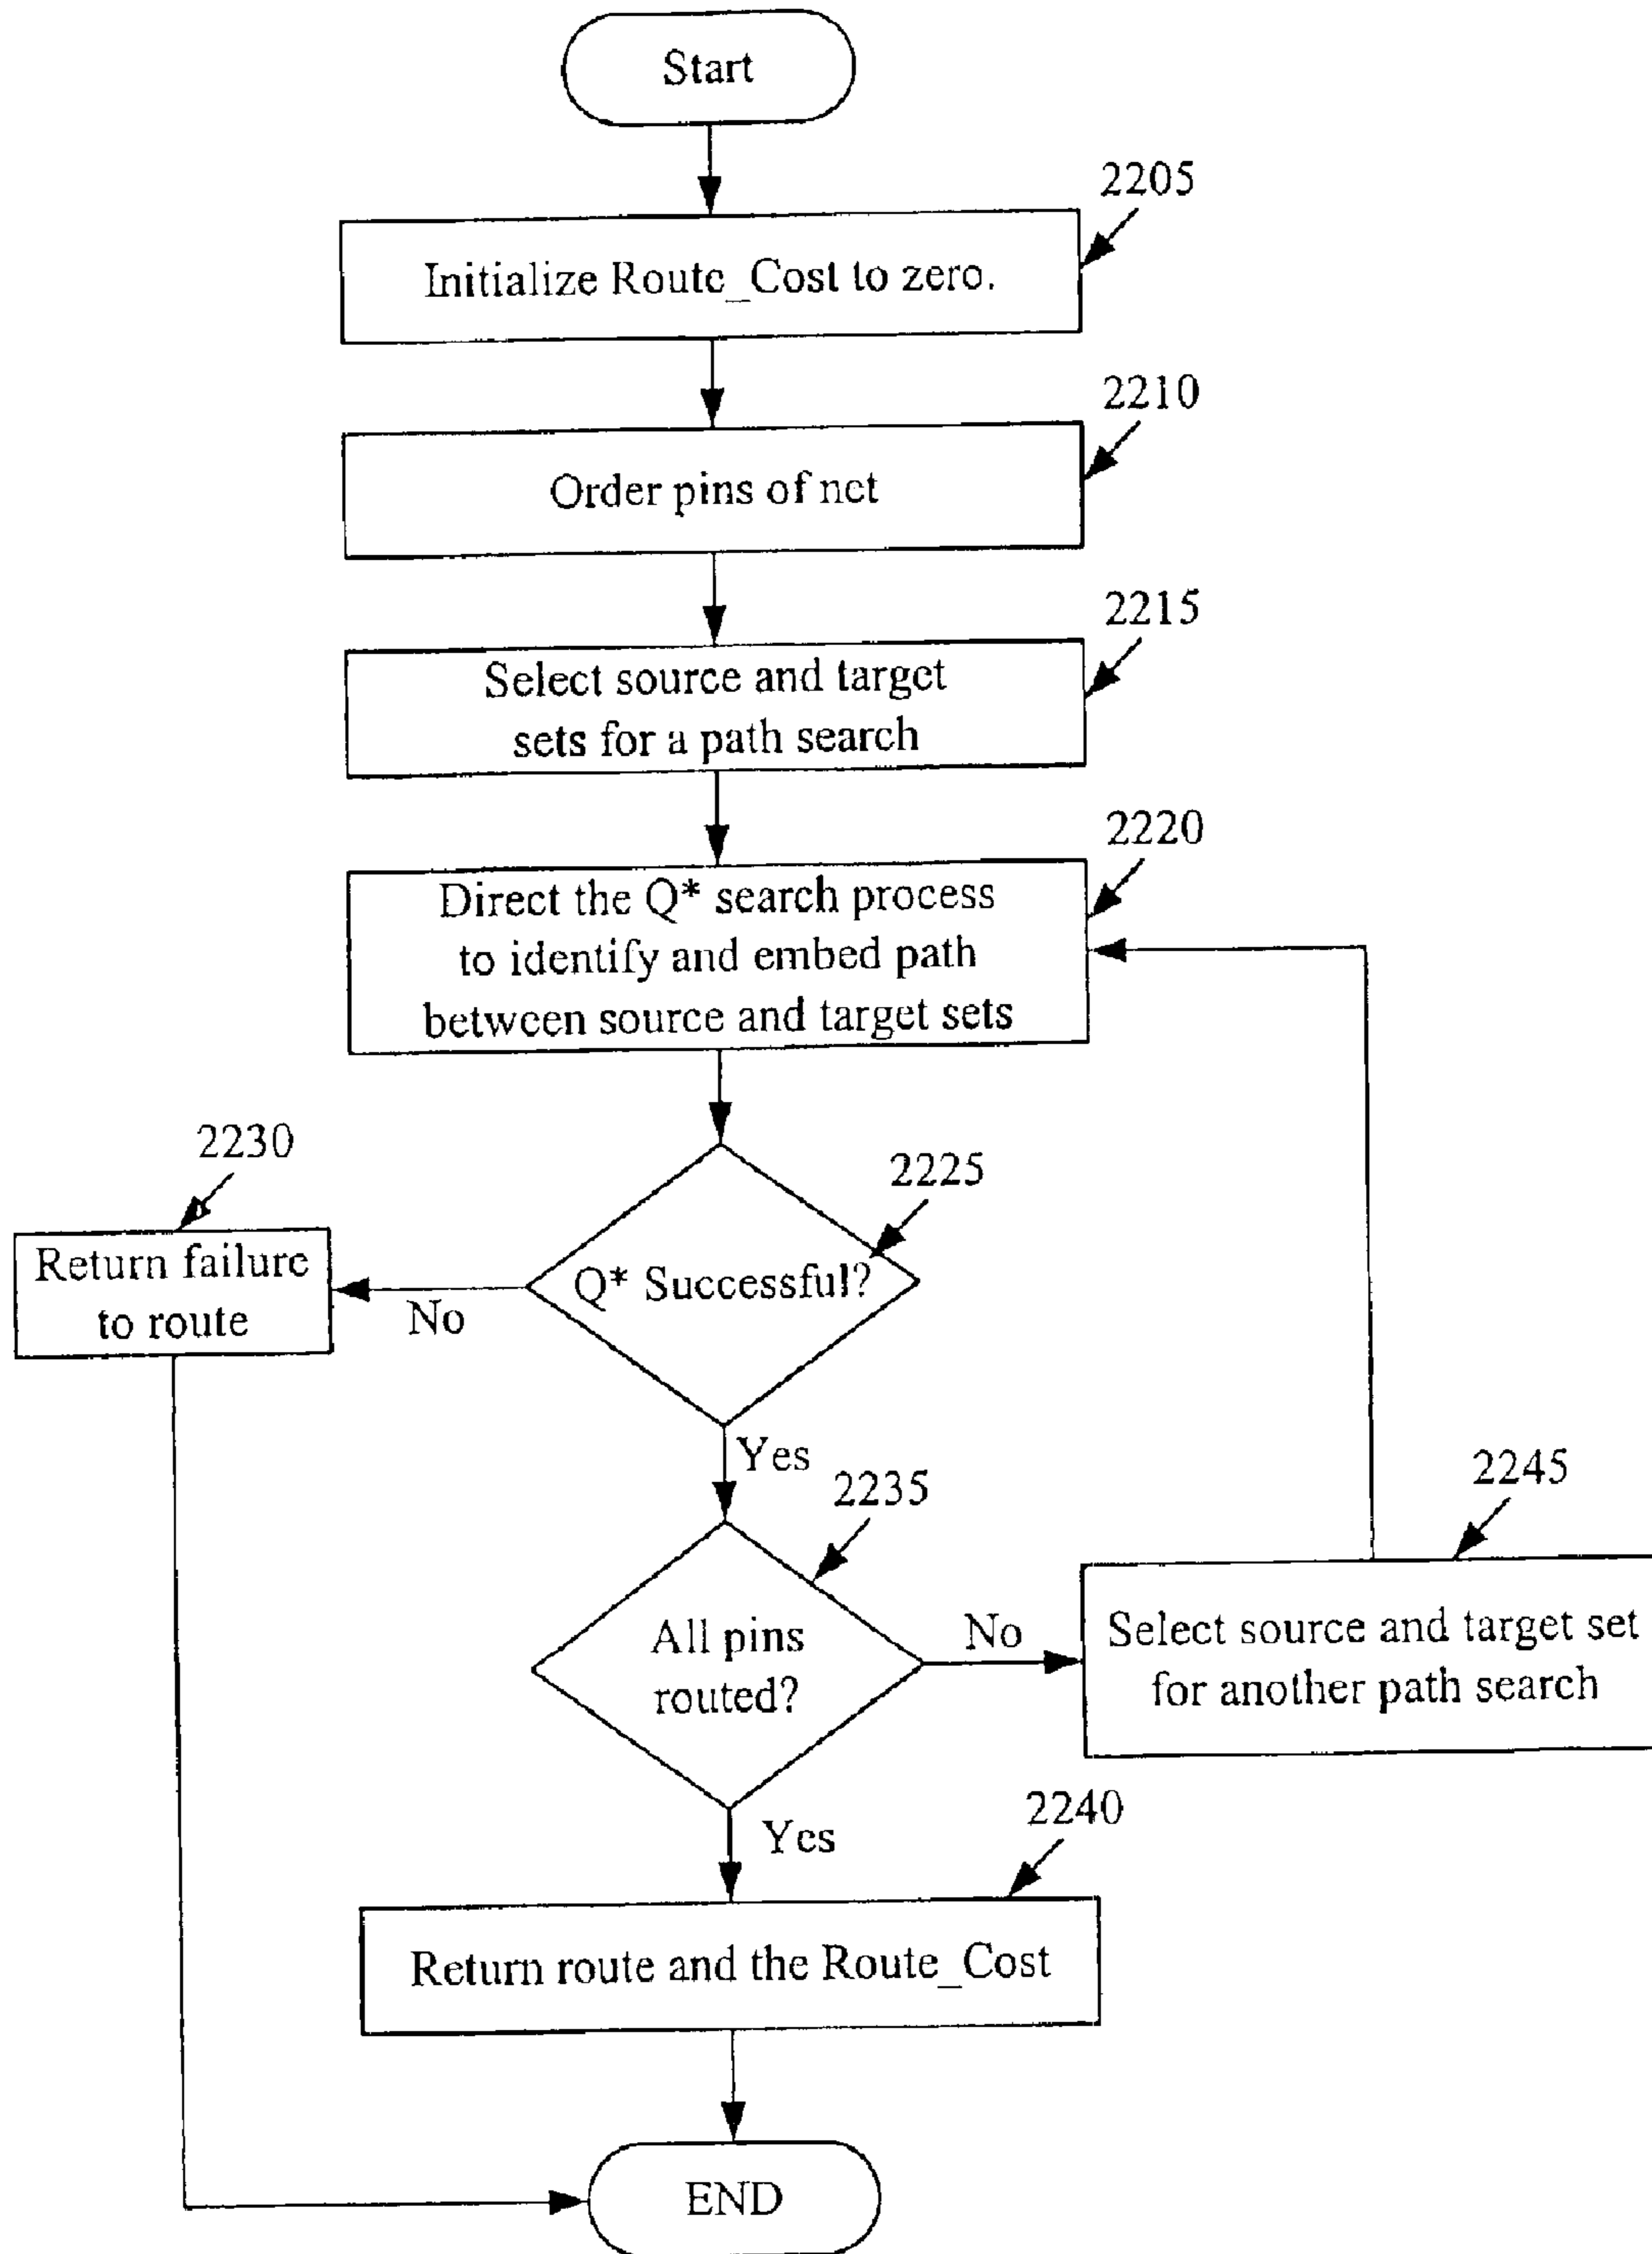 Start
2205
Initialize Route_Cost to zero.
2210
Order pins of net
2215
Select source and target
sets for a path search
2220
Direct the Q* search process
to identify and embed path
between source and target sets
2230
2225
Return failure
to route
No
Q* Successful?
Yes
2235
2245
All pins
routed?
No
Select source and target set
for another path search
Yes
2240
Return route and the Route_Cost
END